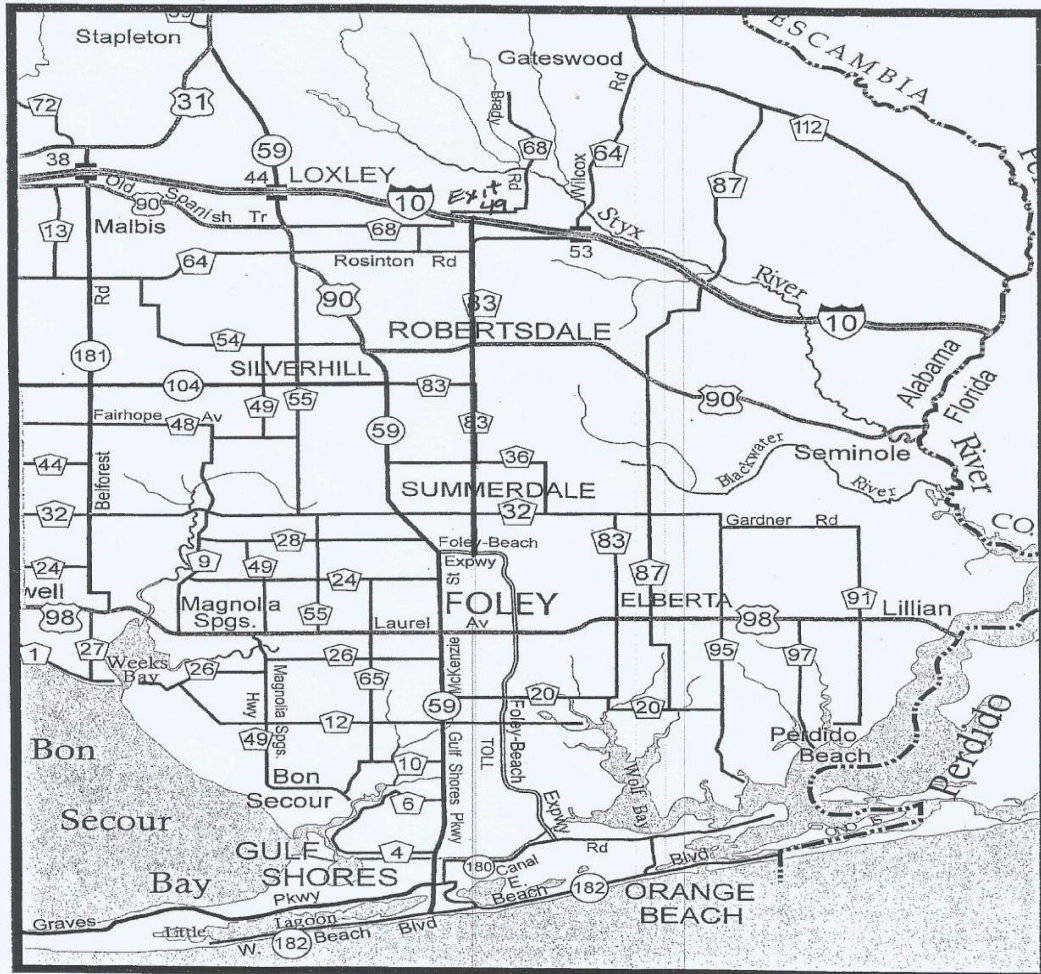 39
Stapleton
ESCAMBIA
Gateswood
72
31
Brady
Rd
Rd
112
59
68
64
38
44
LOXLEY
Wilcox
87
Old
90
Spanish Tr
10
Exit
49
Malbis
13
68
53
Styx
64
Rosinton Rd
River
Rd
90
83
10
ROBERTSDALE
54
181
SILVERHILL
Alabama
Florida
104
83
90
49
55
Fairhope Av
48
59
83
River
44
36
Seminole
Belforest
Blackwater
River
SUMMERDALE
32
32
Gardner Rd
CO.
28
Foley-Beach
Expwy
83
9
49
24
24
St
87
well
Magnolia
Spgs.
55
FOLEY
ELBERTA
91
98
Laurel Av
98
Lillian
1
27
Weeks
Bay
26
26
65
Mckenzie
95
97
Magnolia
Spgs.
Hwy
12
59
20
20
Foley-Beach
Expwy
TOLL
Perdido
Beach
49
Gulf Shores Pkwy
Bon
Bon
Secour
10
Wolf Bay
Perdido
Secour
6
GULF
SHORES
4
180
Canal
Rd
Bay
E
Beach
182
Blvd
ORANGE
BEACH
Graves
Pkwy
Little
Lagoon
W.
182
Beach
Blvd